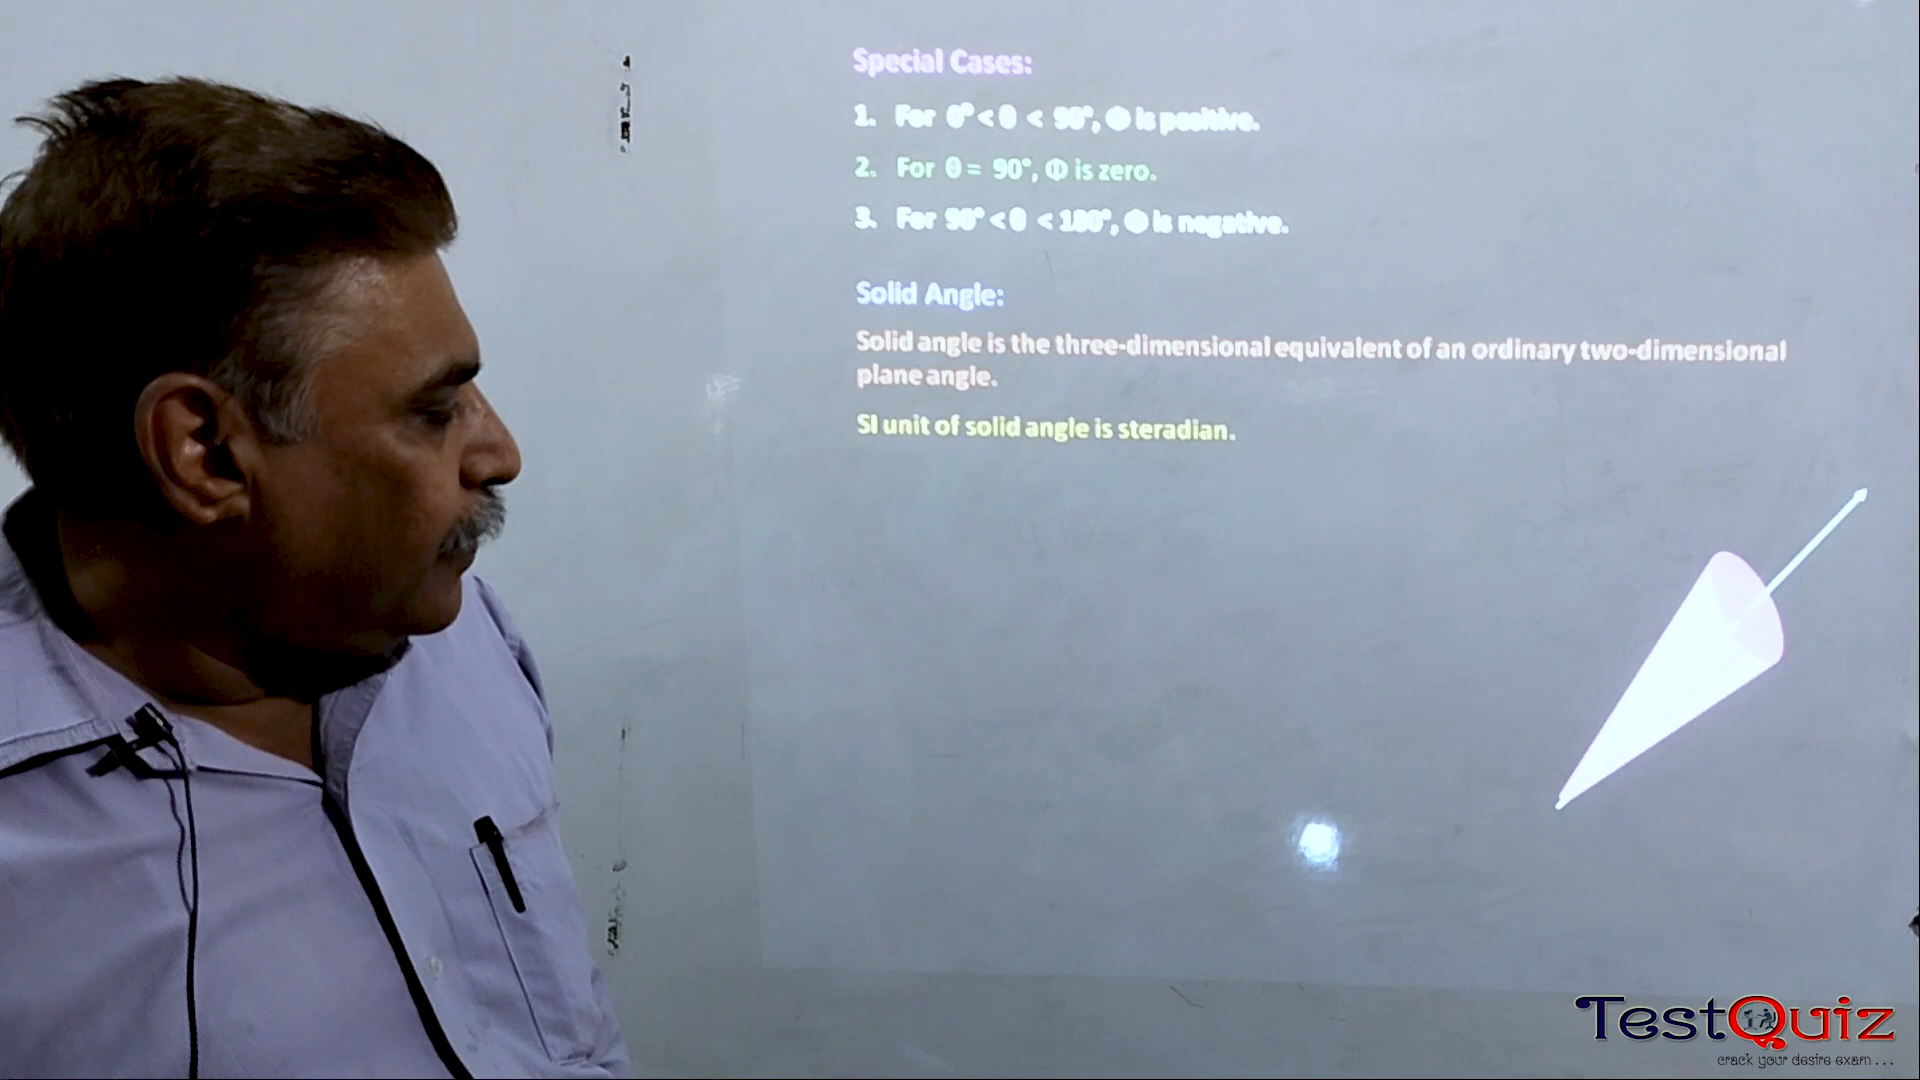 Special Cases:
1. For 0° < θ < 90°, Φ is positive.
2. For θ = 90°, Φ is zero.
3. For 90° < θ < 180°, Φ is negative.
Solid Angle:
Solid angle is the three-dimensional equivalent of an ordinary two-dimensional
plane angle.
SI unit of solid angle is steradian.
TestQuiz
crack your desire exam ...